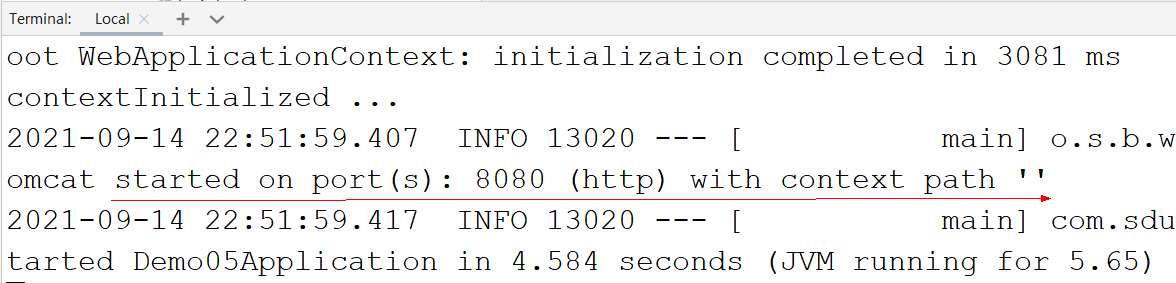 Terminal: Local × + ∨
oot WebApplicationContext: initialization completed in 3081 ms
contextInitialized ...
2021-09-14 22:51:59.407  INFO 13020 --- [           main] o.s.b.w
omcat started on port(s): 8080 (http) with context path ''
2021-09-14 22:51:59.417  INFO 13020 --- [           main] com.sdu
tarted Demo05Application in 4.584 seconds (JVM running for 5.65)